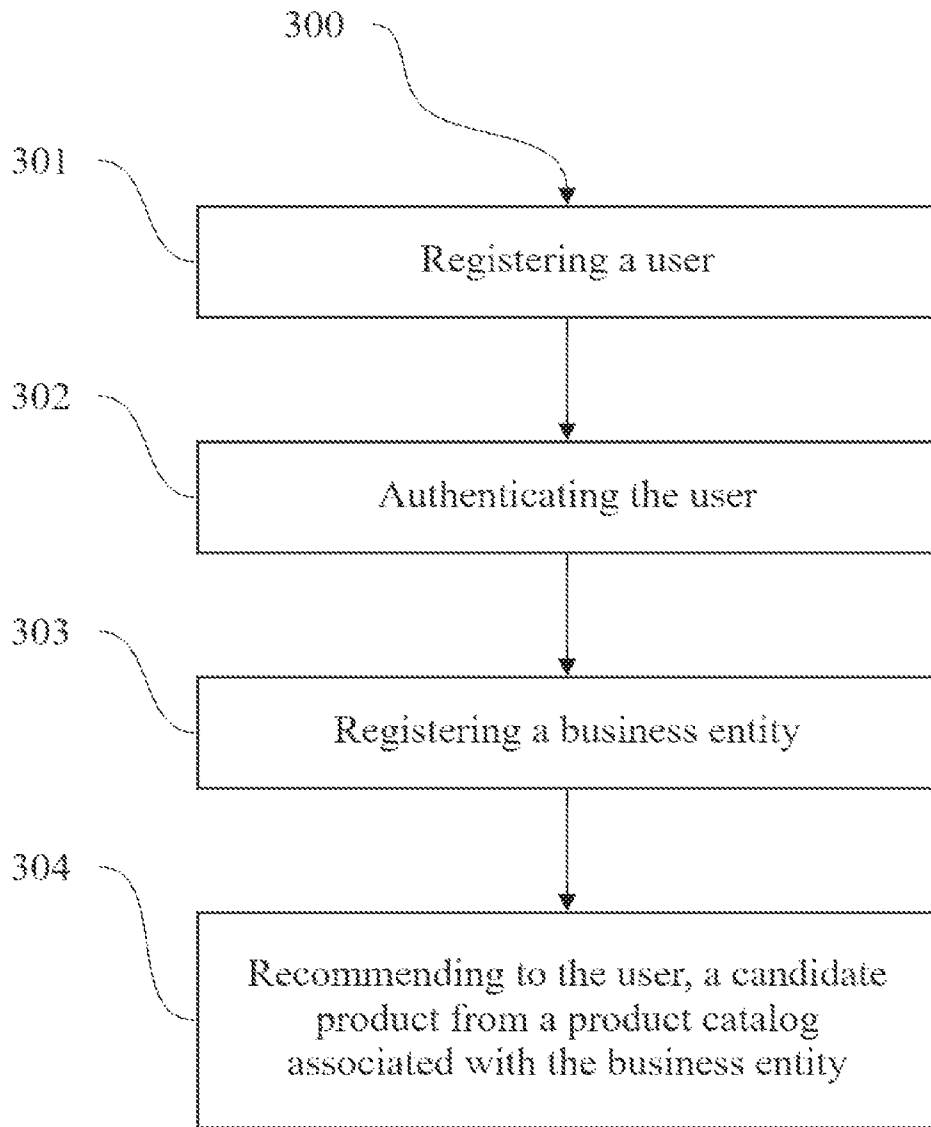 300
301
Registering a user
302
Authenticating the user
303
Registering a business entity
304
Recommending to the user, a candidate
product from a product catalog
associated with the business entity